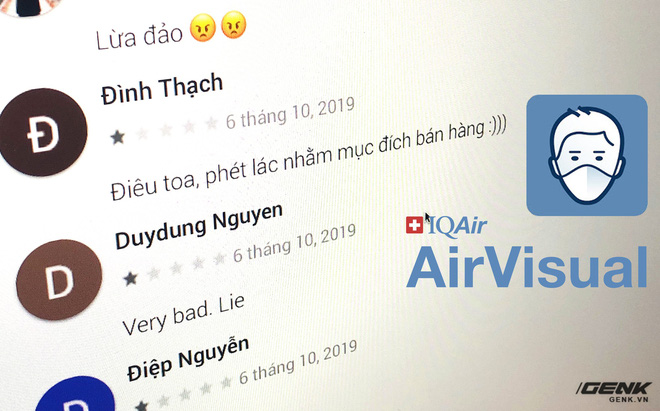 Lừa đảo 😠😠
Đ
Đình Thạch
6 tháng 10, 2019
Điêu toa, phét lác nhằm mục đích bán hàng :)))
D
Duydung Nguyen
6 tháng 10, 2019
Very bad. Lie
D
Điệp Nguyễn
6 tháng 10, 2019
IQAir
AirVisual
GENK
GENK.VN